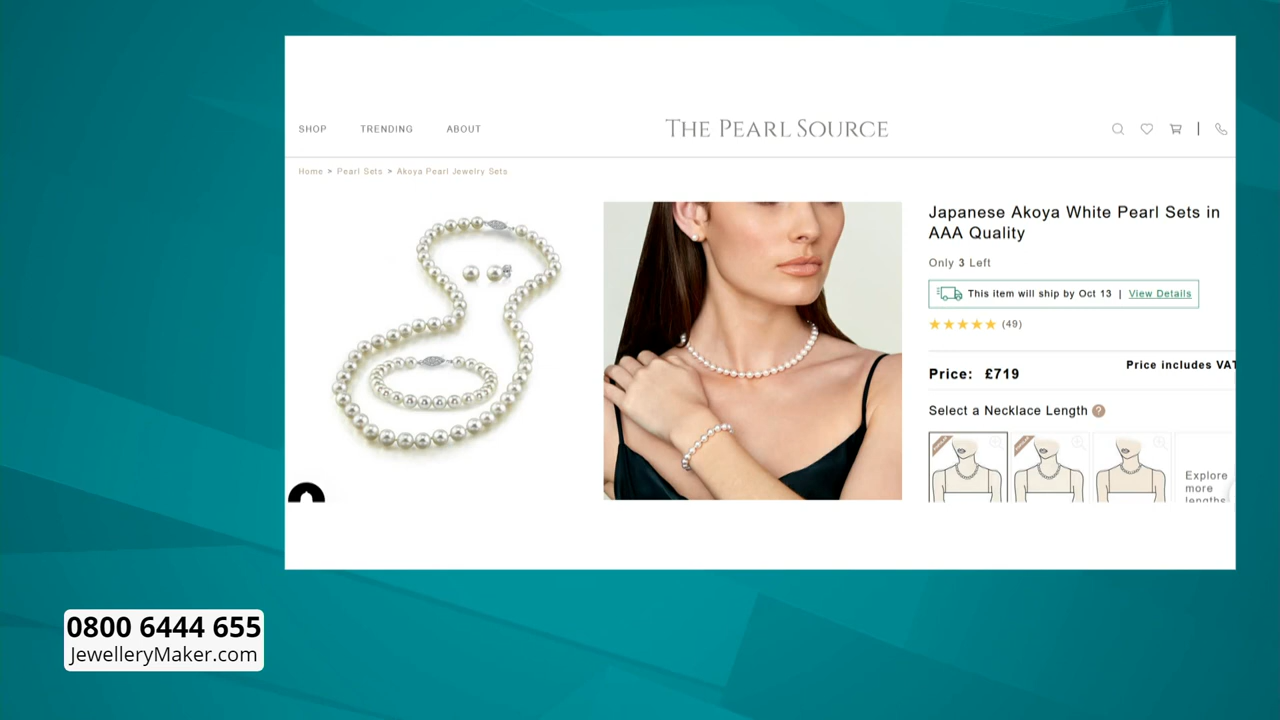 SHOP TRENDING ABOUT THE PEARL SOURCE
Home > Pearl Sets > Akoya Pearl Jewelry Sets
Japanese Akoya White Pearl Sets in
AAA Quality
Only 3 Left
This item will ship by Oct 13 | View Details
(49)
Price includes VAT
Price: £719
Select a Necklace Length ?
Explore
more
lengths
0800 6444 655
JewelleryMaker.com